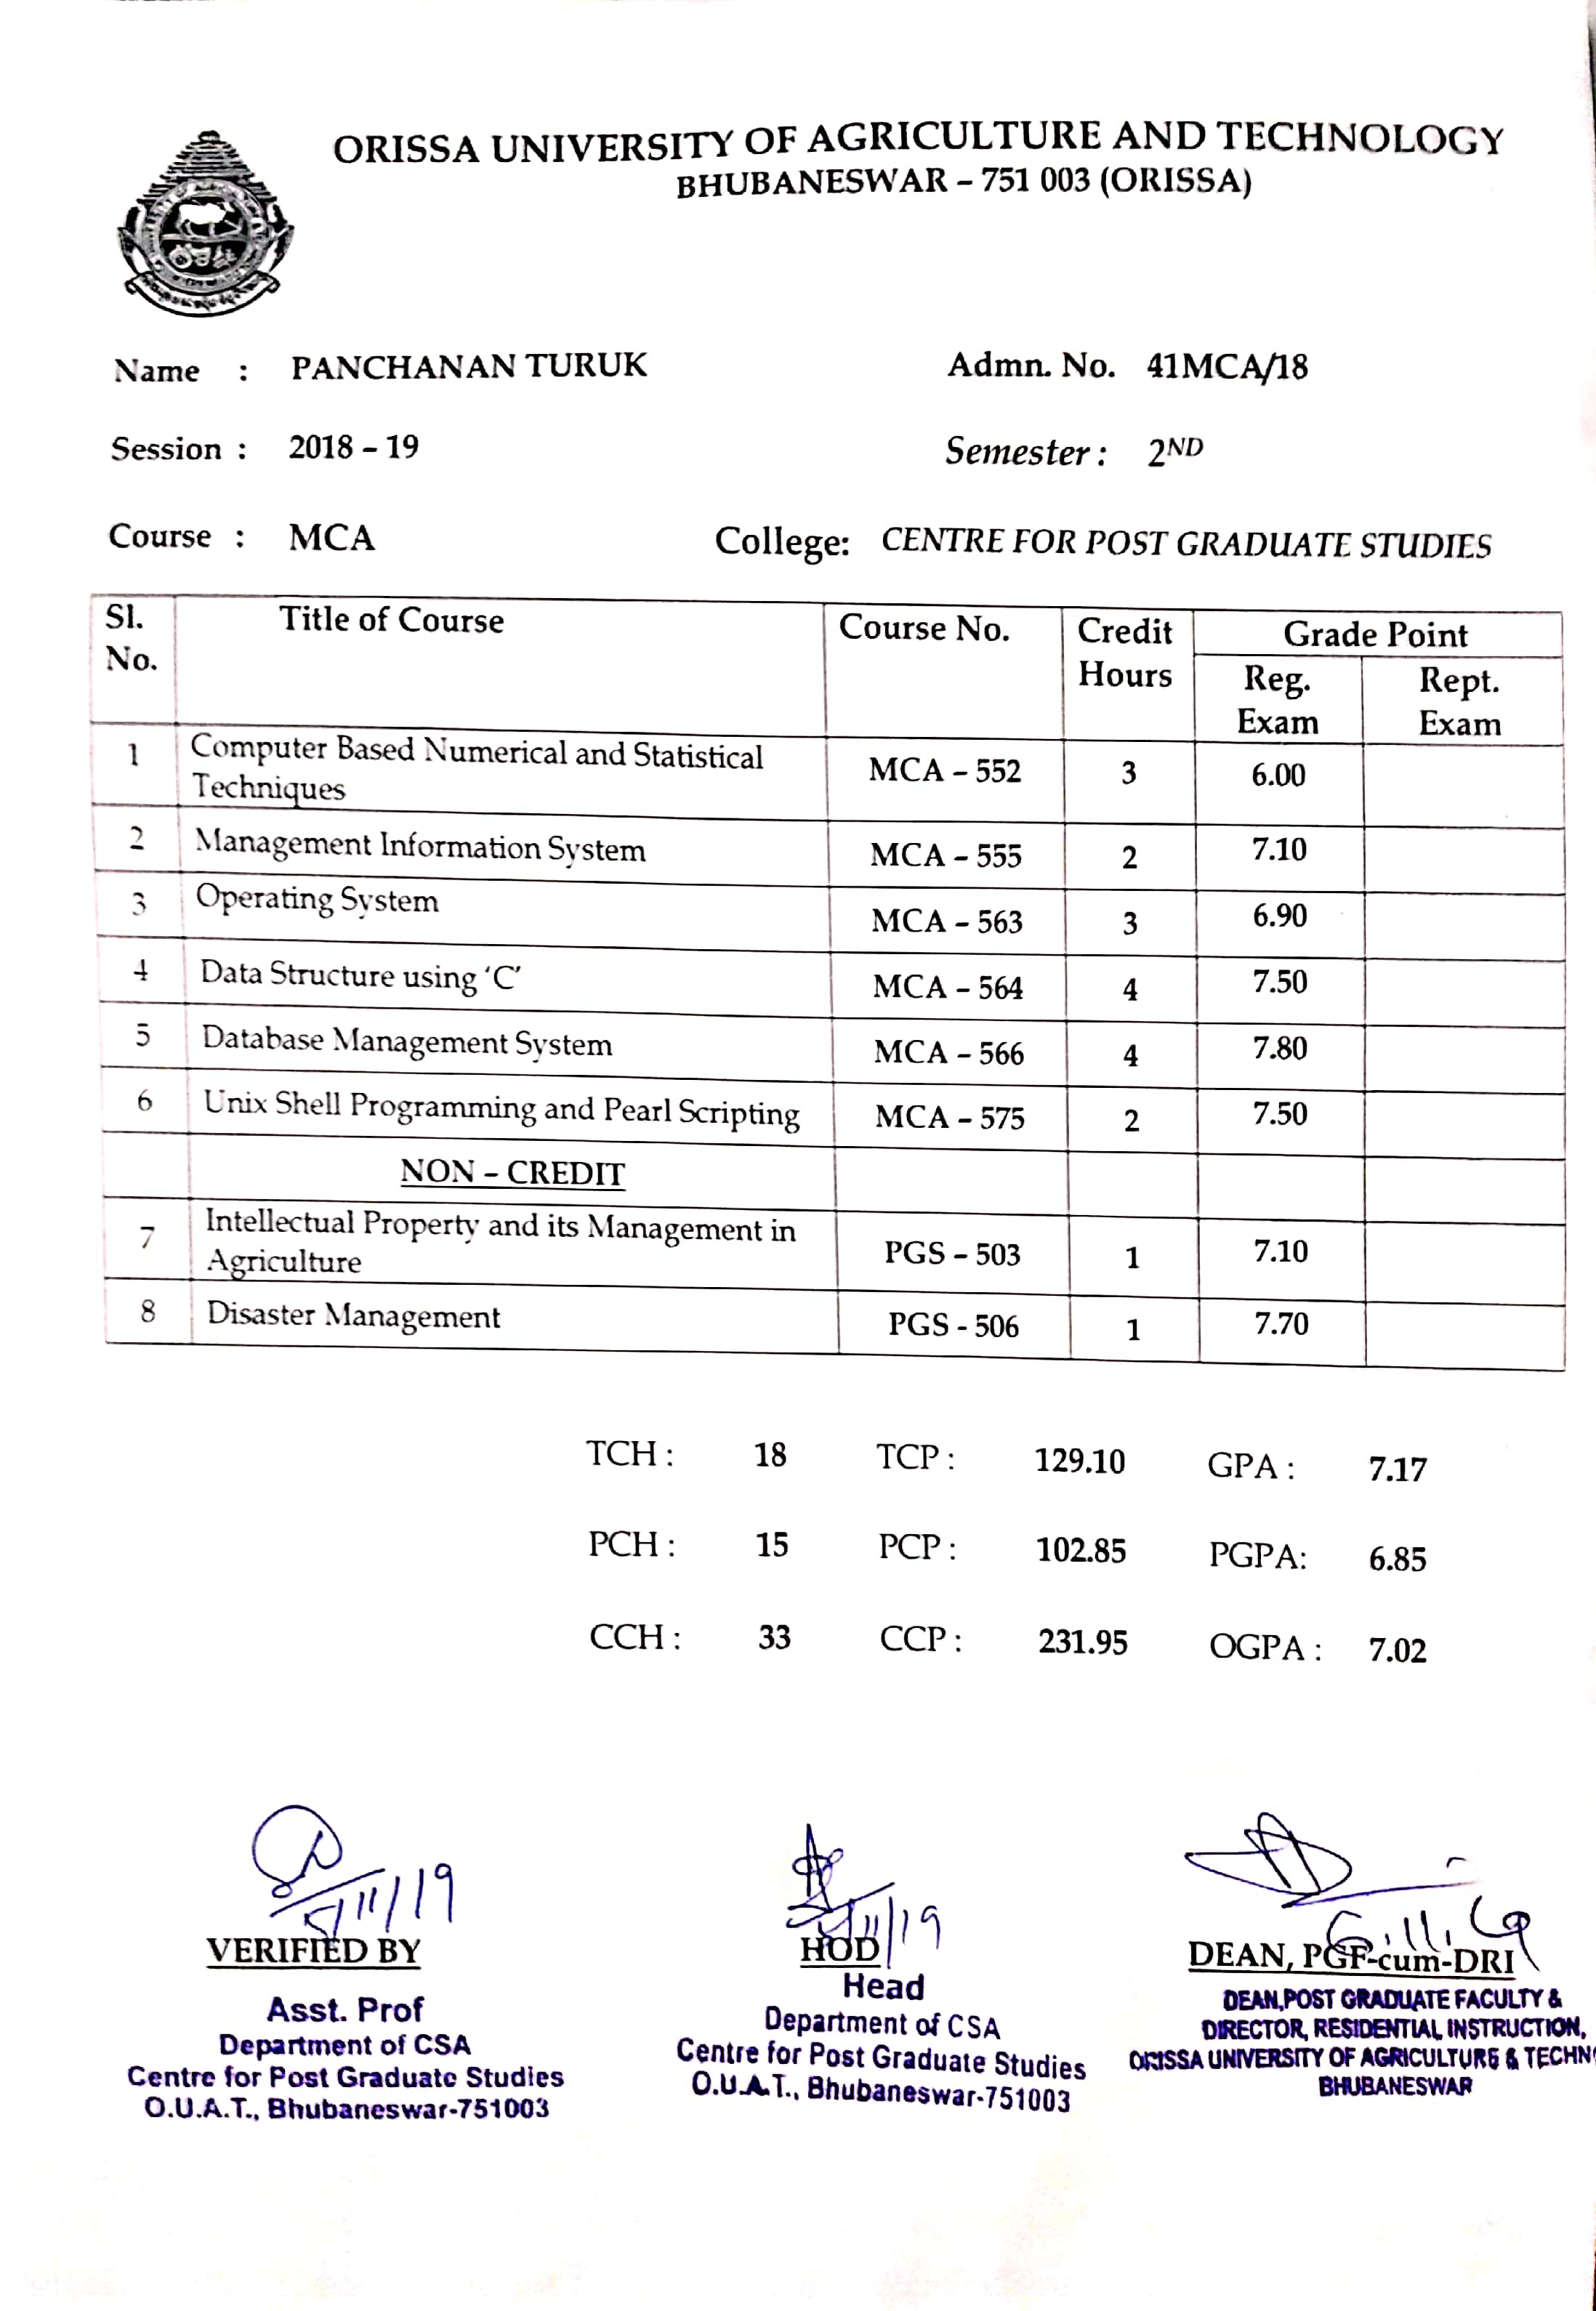 ORISSA UNIVERSITY OF AGRICULTURE AND TECHNOLOGY
BHUBANESWAR – 751 003 (ORISSA)
Name : PANCHANAN TURUK Admn. No. 41MCA/18
Session : 2018 – 19 Semester : 2ND
Course : MCA College: CENTRE FOR POST GRADUATE STUDIES
Sl. No. Title of Course Course No. Credit Hours Grade Point
Reg. Exam Rept. Exam
1 Computer Based Numerical and Statistical Techniques MCA – 552 3 6.00
2 Management Information System MCA – 555 2 7.10
3 Operating System MCA – 563 3 6.90
4 Data Structure using ‘C’ MCA – 564 4 7.50
5 Database Management System MCA – 566 4 7.80
6 Unix Shell Programming and Pearl Scripting MCA – 575 2 7.50
NON – CREDIT
7 Intellectual Property and its Management in Agriculture PGS – 503 1 7.10
8 Disaster Management PGS - 506 1 7.70
TCH : 18 TCP : 129.10 GPA : 7.17
PCH : 15 PCP : 102.85 PGPA: 6.85
CCH : 33 CCP : 231.95 OGPA : 7.02
11/19 11/19 6.11.19
VERIFIED BY HOD DEAN, PGF-cum-DRI
Asst. Prof
Department of CSA
Centre for Post Graduate Studies
O.U.A.T., Bhubaneswar-751003
Head
Department of CSA
Centre for Post Graduate Studies
O.U.A.T., Bhubaneswar-751003
DEAN,POST GRADUATE FACULTY &
DIRECTOR, RESIDENTIAL INSTRUCTION,
ORISSA UNIVERSITY OF AGRICULTURE & TECHN
BHUBANESWAR